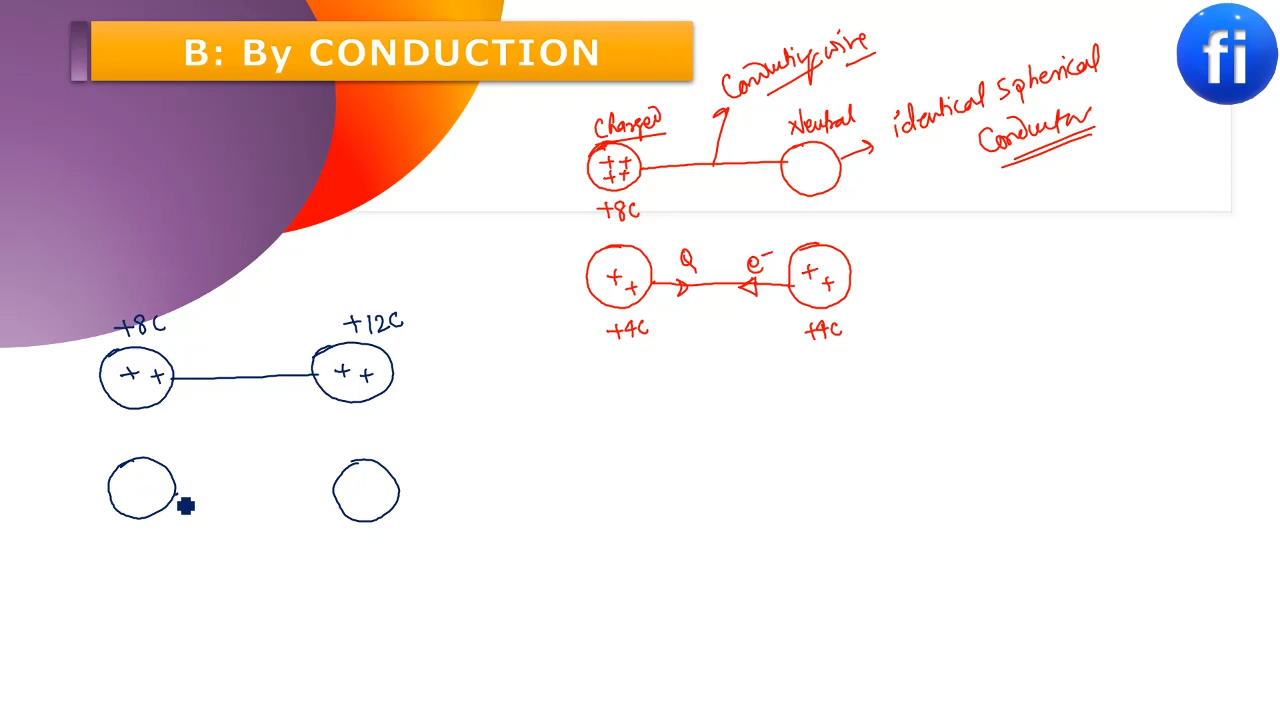 B: By CONDUCTION
fi
Conducting wire
Charged
Neutral
identical spherical
Conductor
++
++
+8C
Q
e⁻
+ +
+ +
+4C
+4C
+8C
+12C
+ +
+ +